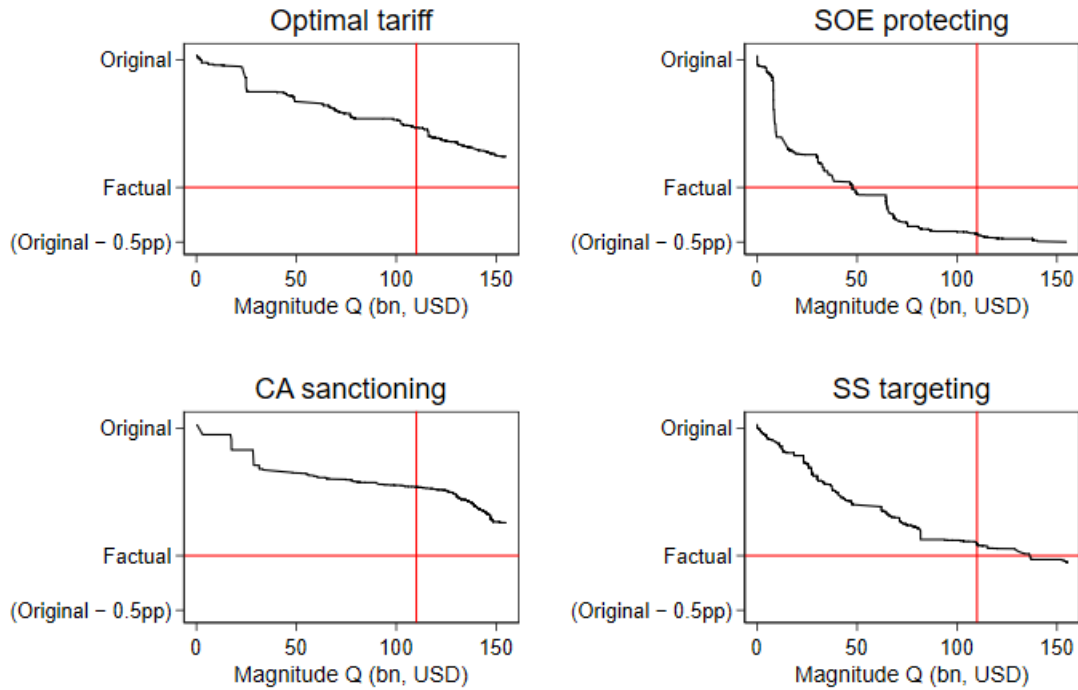 Optimal tariff
Original
Factual
(Original − 0.5pp)
0 50 100 150
Magnitude Q (bn, USD)
SOE protecting
Original
Factual
(Original − 0.5pp)
0 50 100 150
Magnitude Q (bn, USD)
CA sanctioning
Original
Factual
(Original − 0.5pp)
0 50 100 150
Magnitude Q (bn, USD)
SS targeting
Original
Factual
(Original − 0.5pp)
0 50 100 150
Magnitude Q (bn, USD)